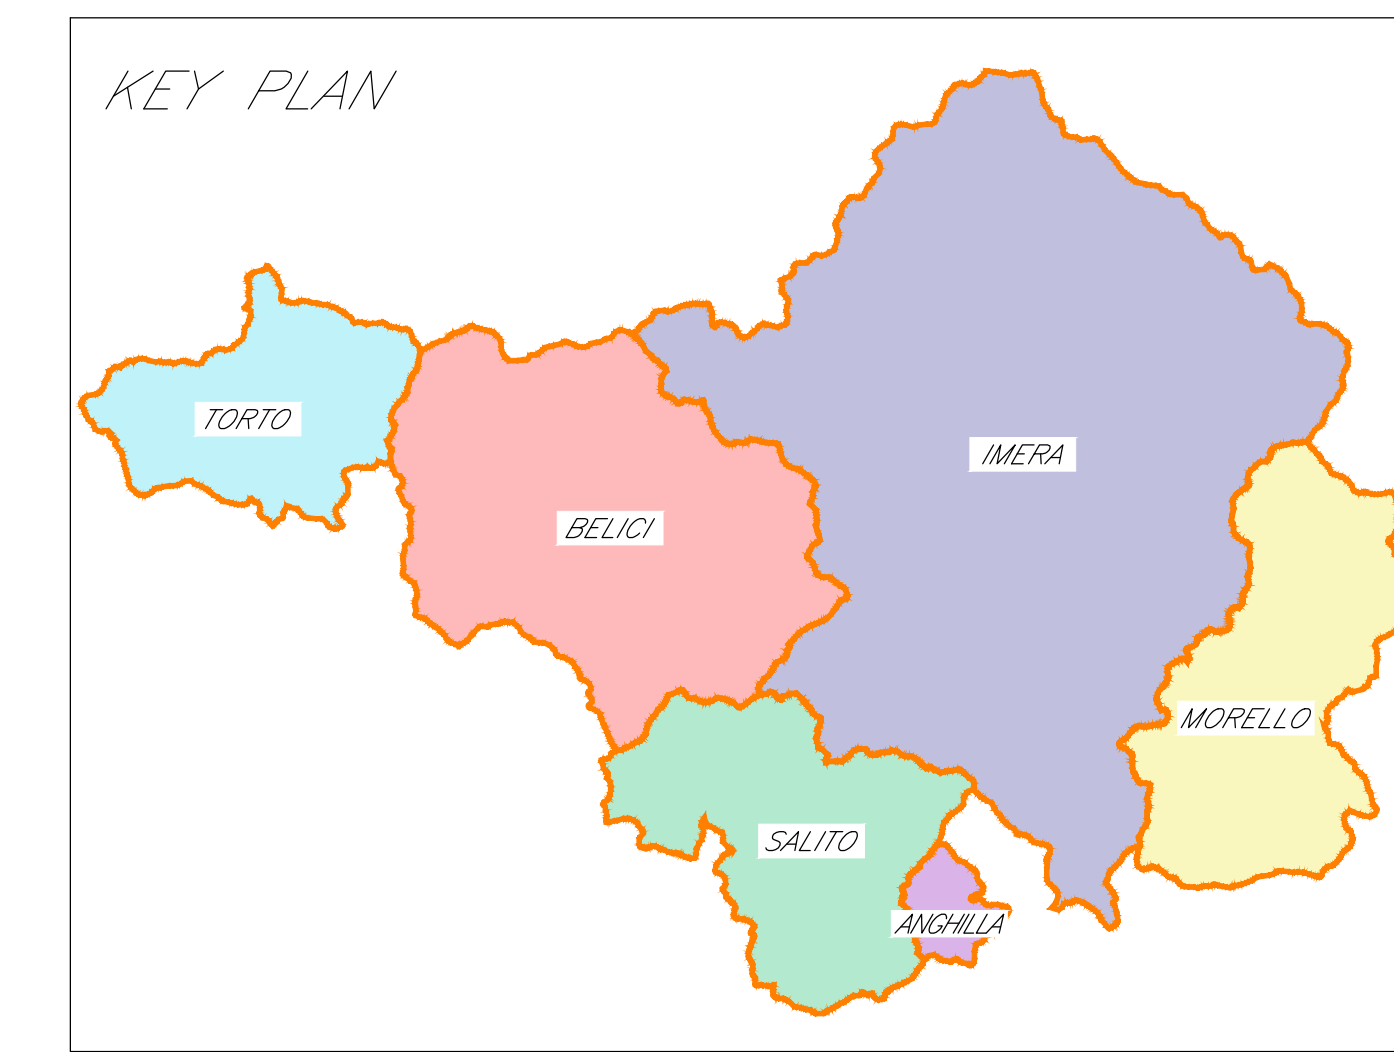 KEY PLAN
TORTO
IMERA
BELICI
MORELLO
SALITO
ANGHILLA